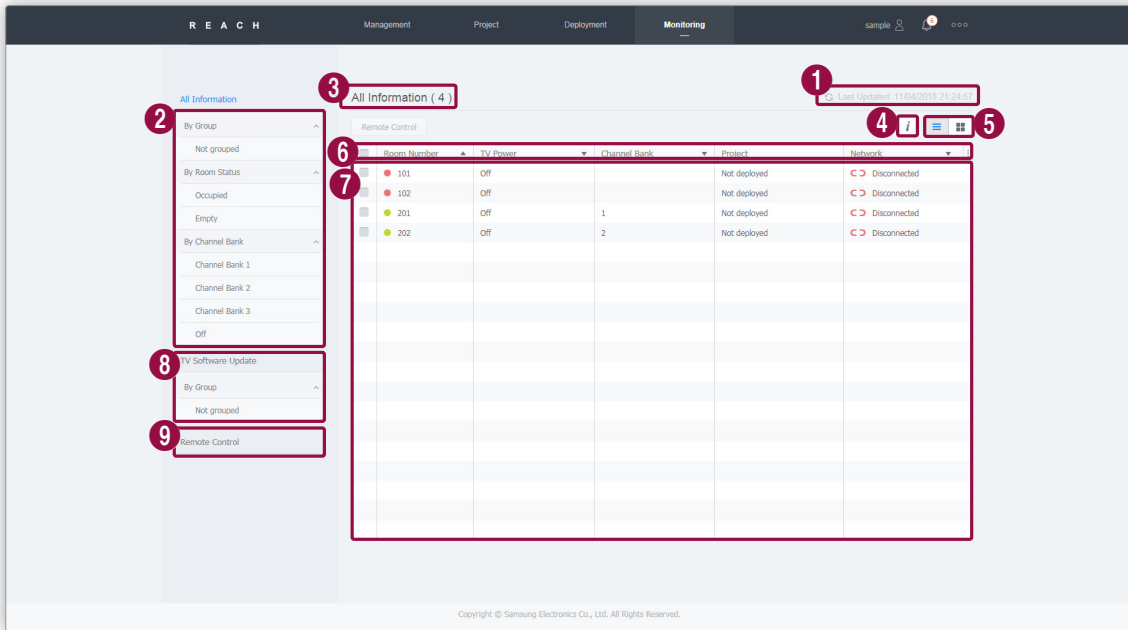 REACH Management Project Deployment Monitoring sample 6
1
Last Updated: 11/04/2018 21:24:57
3
All Information ( 4 )
All Information
2
By Group
Not grouped
By Room Status
Occupied
Empty
By Channel Bank
Channel Bank 1
Channel Bank 2
Channel Bank 3
Off
8
TV Software Update
By Group
Not grouped
9
Remote Control
Remote Control
4 i 5
6
Room Number TV Power Channel Bank Project Network
7
101 Off Not deployed Disconnected
102 Off Not deployed Disconnected
201 Off 1 Not deployed Disconnected
202 Off 2 Not deployed Disconnected
Copyright © Samsung Electronics Co., Ltd. All Rights Reserved.